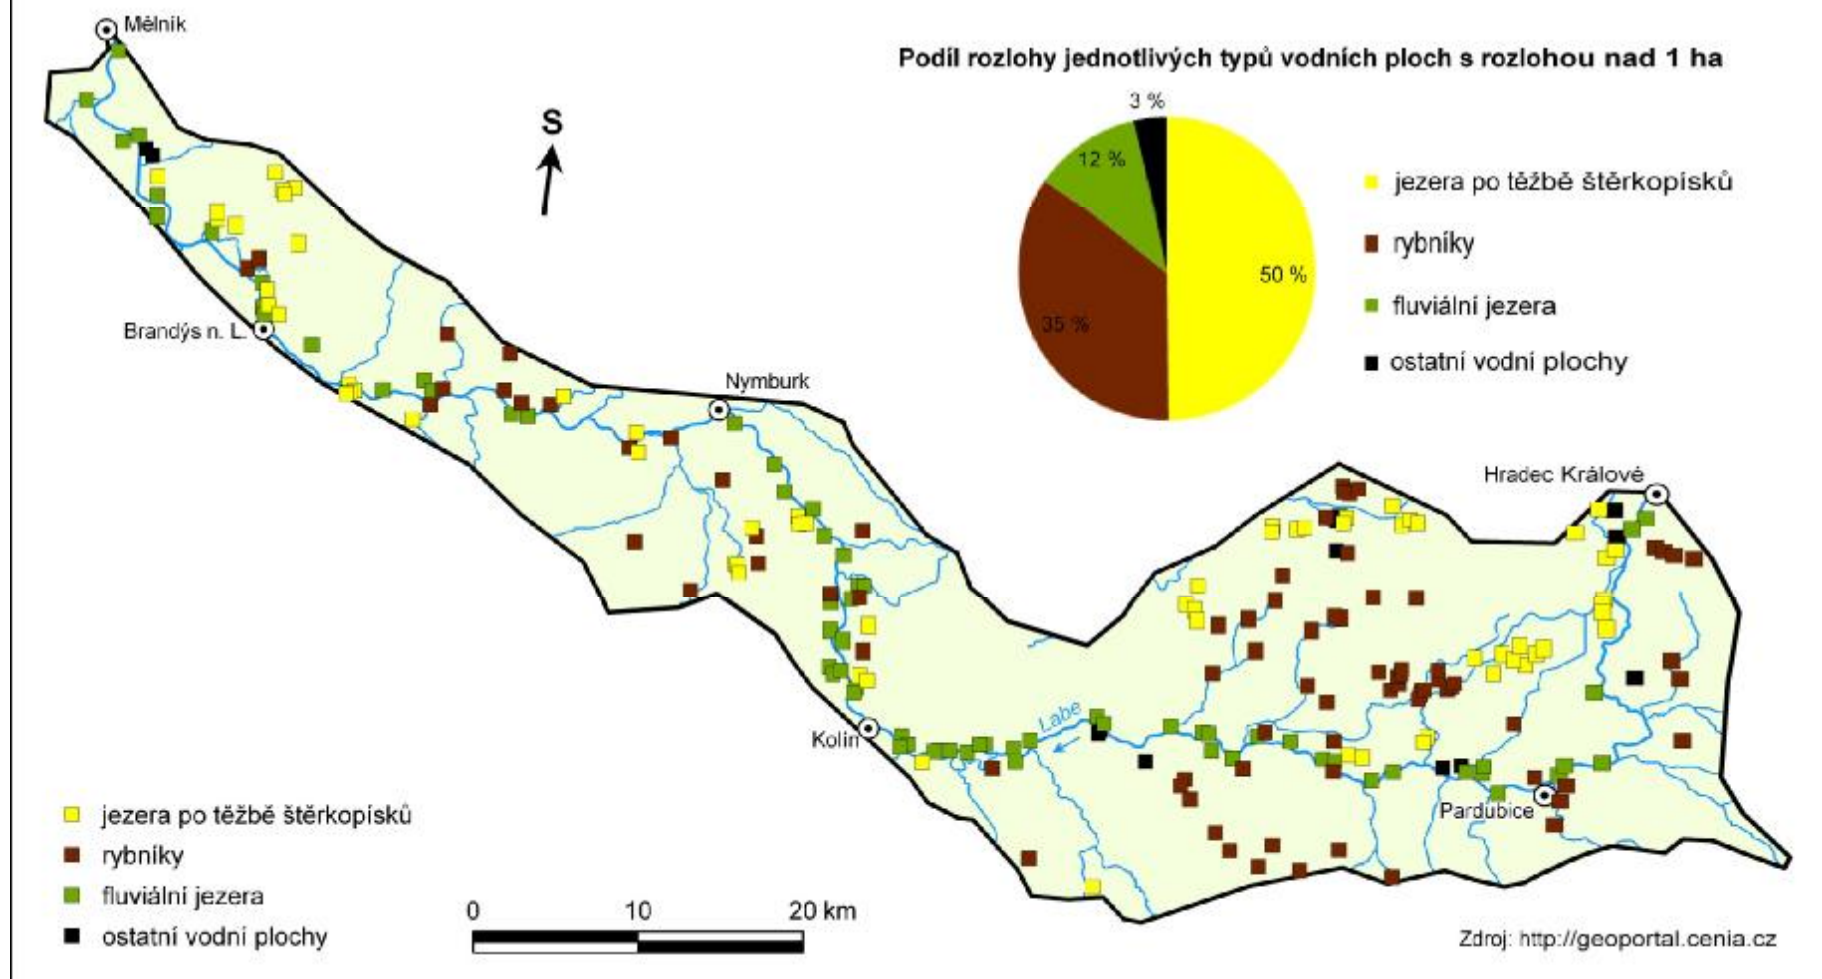 Mělník
Podíl rozlohy jednotlivých typů vodních ploch s rozlohou nad 1 ha
3 %
S
12 %
jezera po těžbě štěrkopísků
rybníky
50 %
fluviální jezera
35 %
Brandýs n. L.
ostatní vodní plochy
Nymburk
Hradec Králové
Labe
Kolín
Pardubice
jezera po těžbě štěrkopísků
rybníky
fluviální jezera
ostatní vodní plochy
0 10 20 km
Zdroj: http://geoportal.cenia.cz